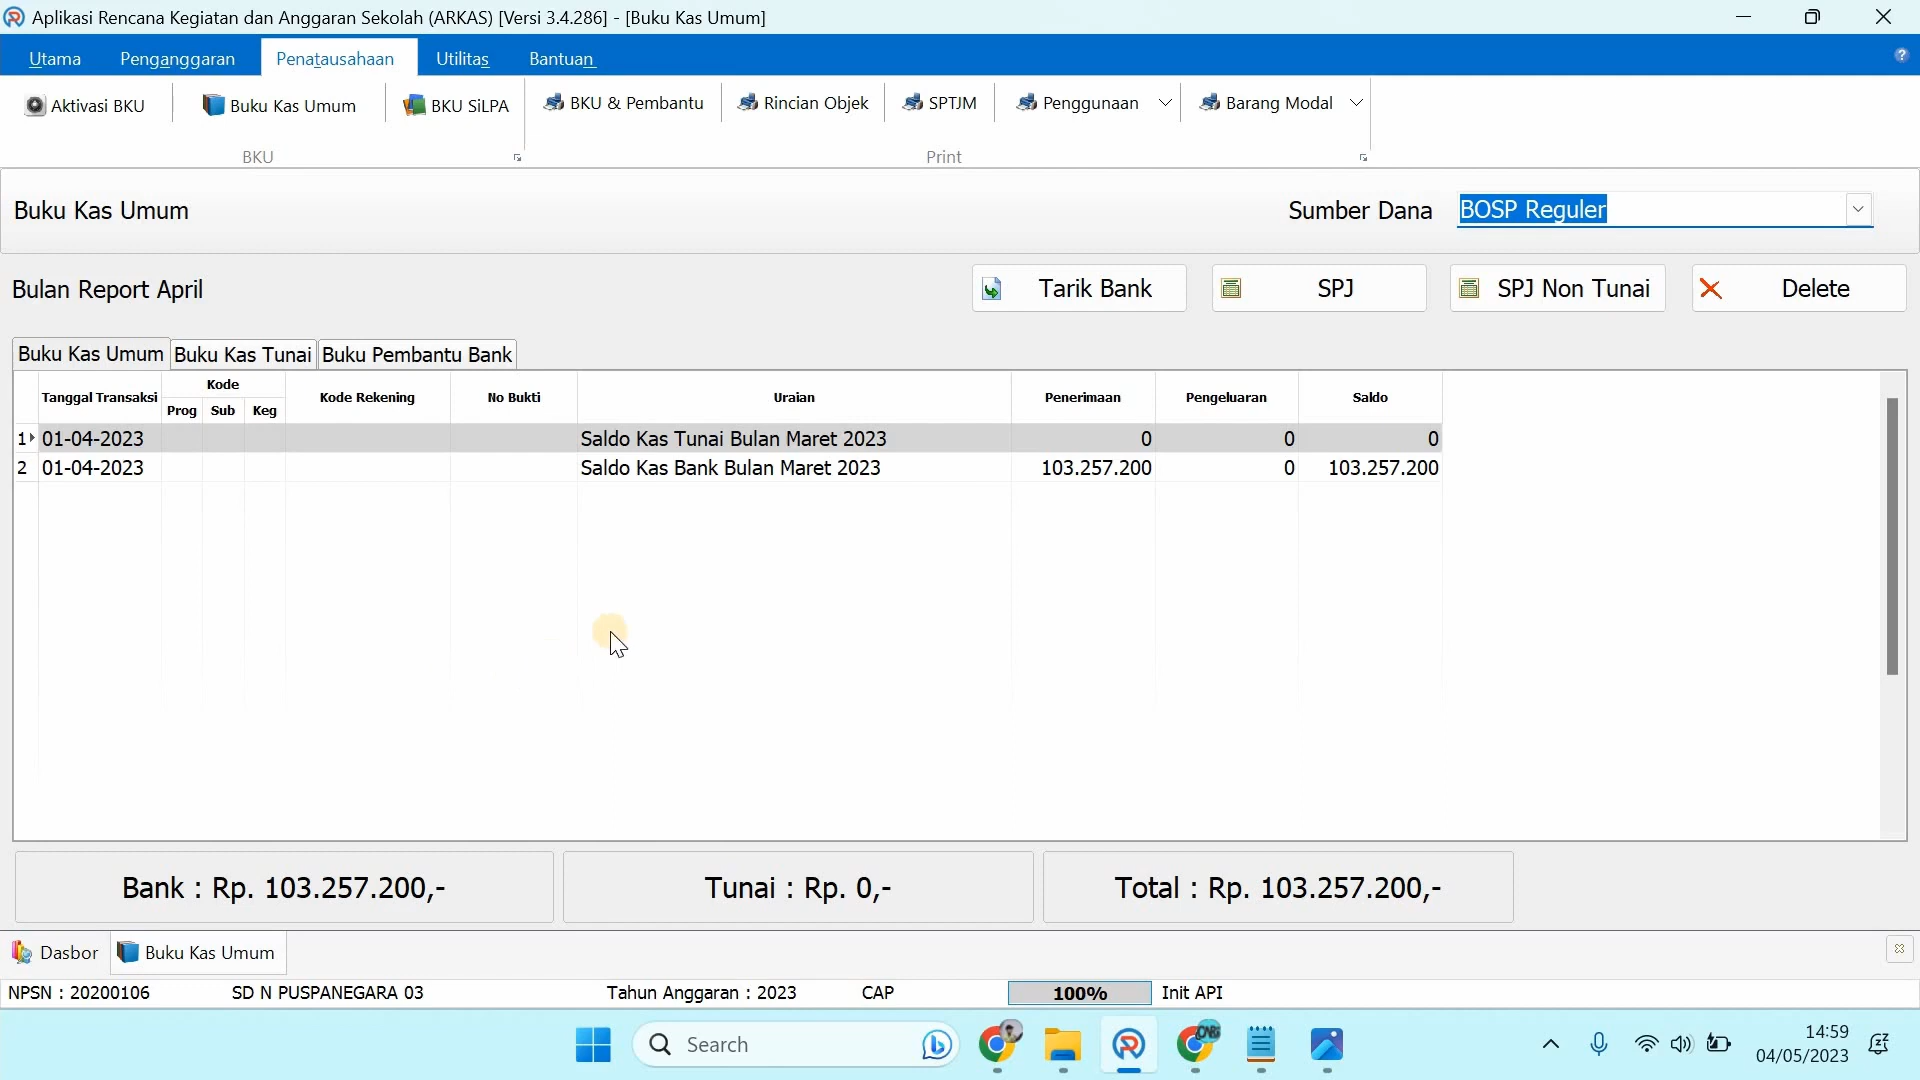 Aplikasi Rencana Kegiatan dan Anggaran Sekolah (ARKAS) [Versi 3.4.286] - [Buku Kas Umum]
Utama Penganggaran Penatausahaan Utilitas Bantuan
Aktivasi BKU Buku Kas Umum BKU SiLPA BKU & Pembantu Rincian Objek SPTJM Penggunaan Barang Modal
BKU Print
Buku Kas Umum Sumber Dana BOSP Reguler
Bulan Report April Tarik Bank SPJ SPJ Non Tunai Delete
Buku Kas Umum Buku Kas Tunai Buku Pembantu Bank
Tanggal Transaksi Kode Kode Rekening No Bukti Uraian Penerimaan Pengeluaran Saldo
Prog Sub Keg
1 01-04-2023 Saldo Kas Tunai Bulan Maret 2023 0 0 0
2 01-04-2023 Saldo Kas Bank Bulan Maret 2023 103.257.200 0 103.257.200
Bank : Rp. 103.257.200,- Tunai : Rp. 0,- Total : Rp. 103.257.200,-
Dasbor Buku Kas Umum
NPSN : 20200106 SD N PUSPANEGARA 03 Tahun Anggaran : 2023 CAP 100% Init API
Search 14:59
04/05/2023